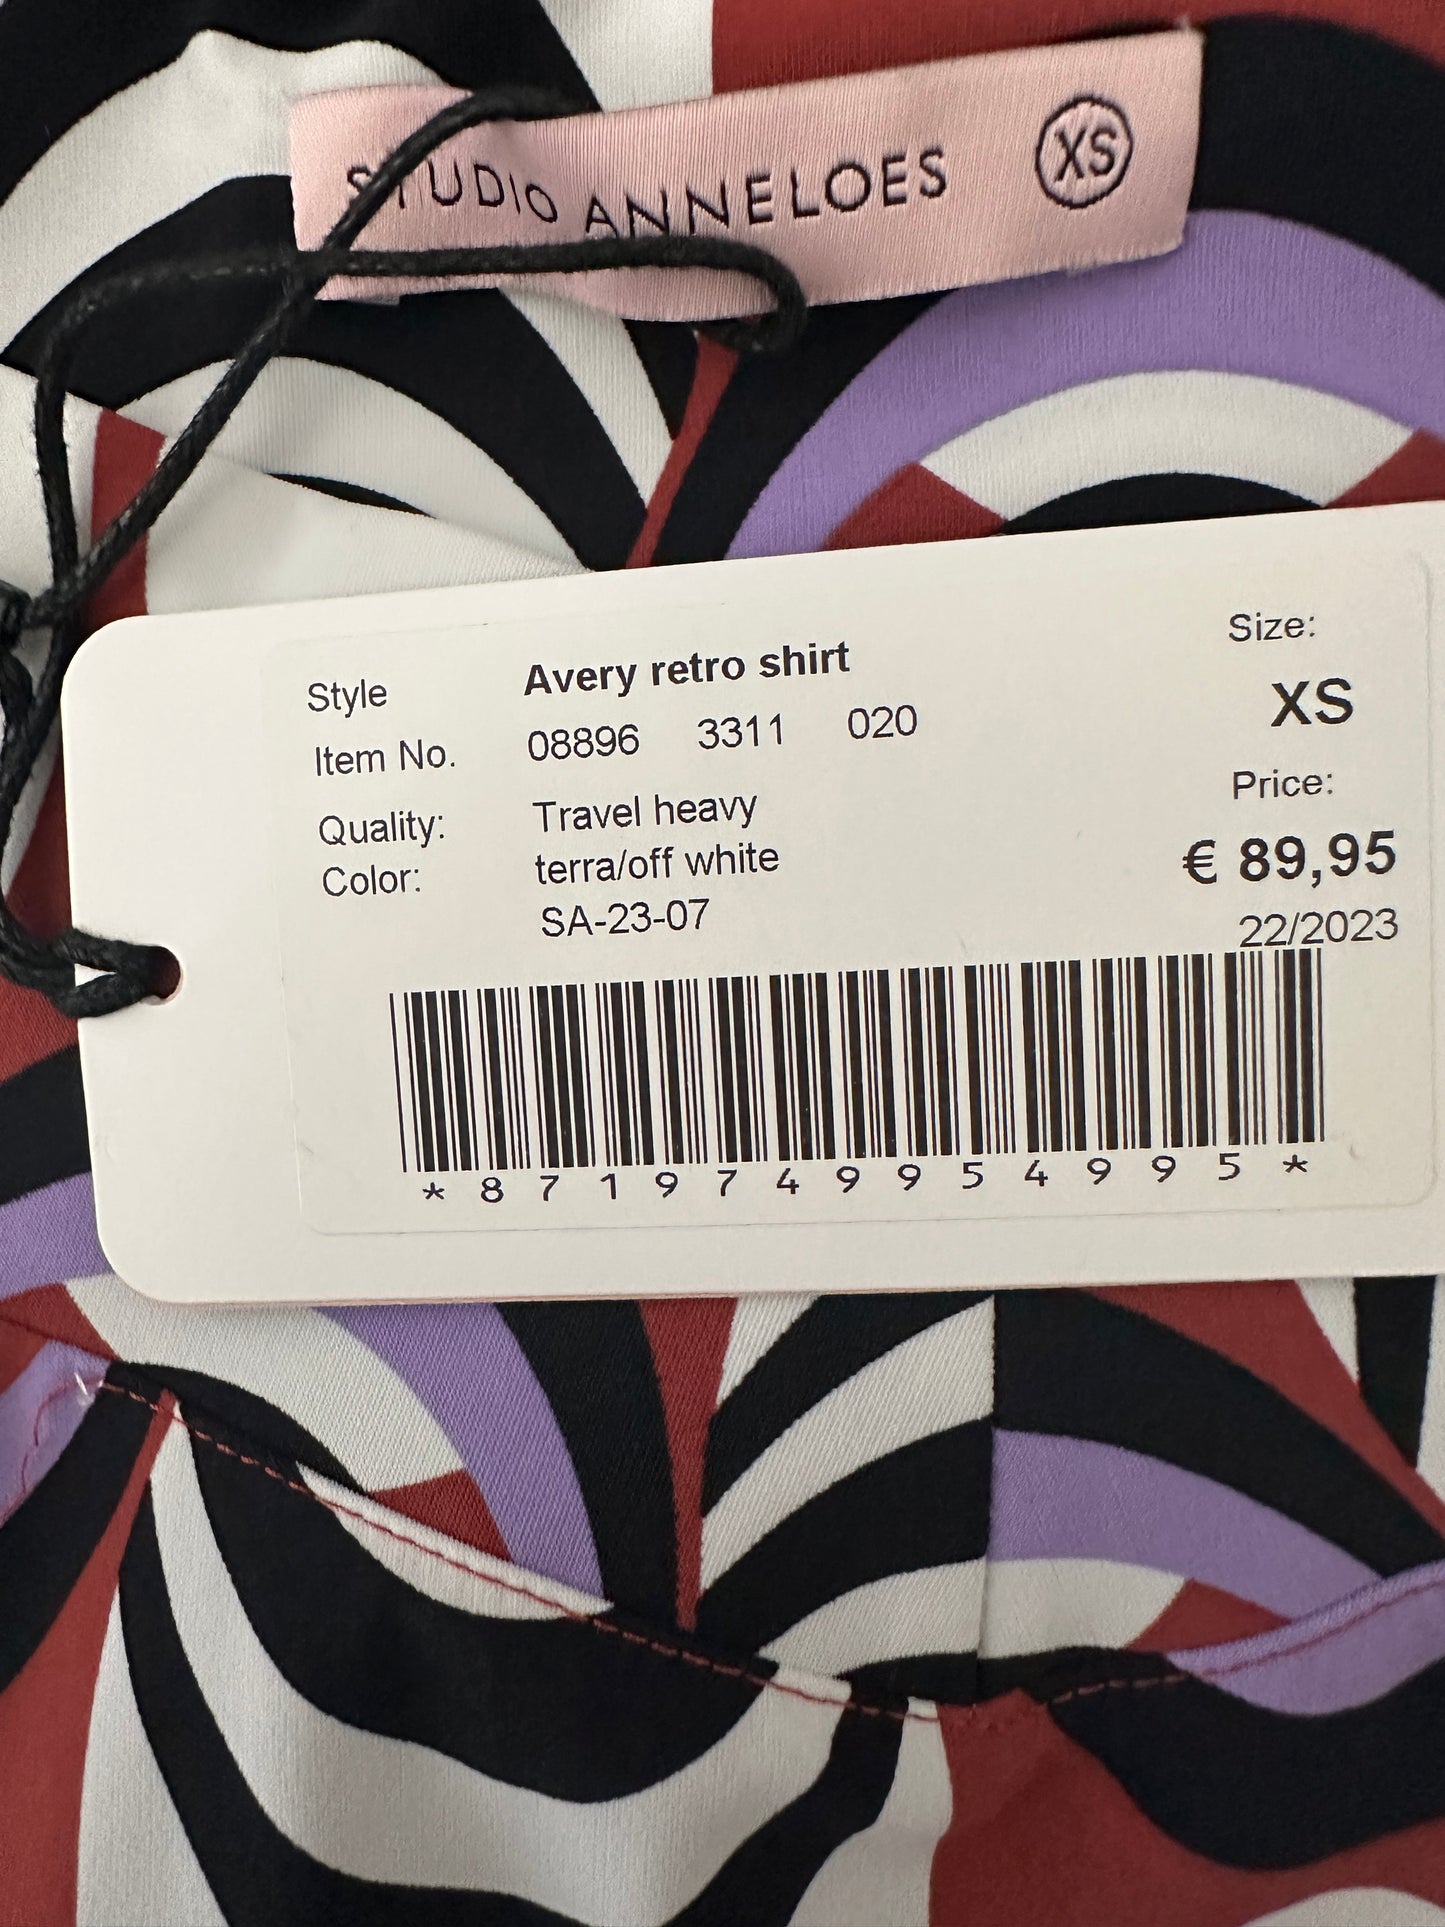 STUDIO ANNELOES XS
Style Avery retro shirt
Item No. 08896 3311 020
Quality: Travel heavy
Color: terra/off white
SA-23-07
Size:
XS
Price:
€ 89,95
22/2023
*8719749954995*